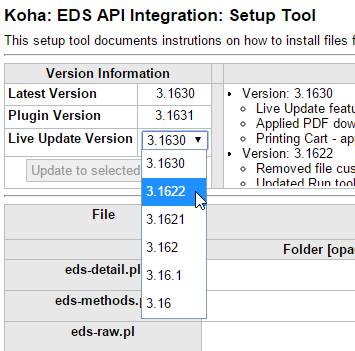 Koha: EDS API Integration: Setup Tool
This setup tool documents instrutions on how to install files f
Version Information
Latest Version 3.1630
Plugin Version 3.1631
Live Update Version 3.1630
Update to selected
3.1630
3.1622
3.1621
3.162
3.16.1
3.16
Version: 3.1630
Live Update featu
Applied PDF dow
Printing Cart - ap
Version: 3.1622
Removed file cus
Updated Run tool
File
Folder [opa
eds-detail.pl
eds-methods.p
eds-raw.pl